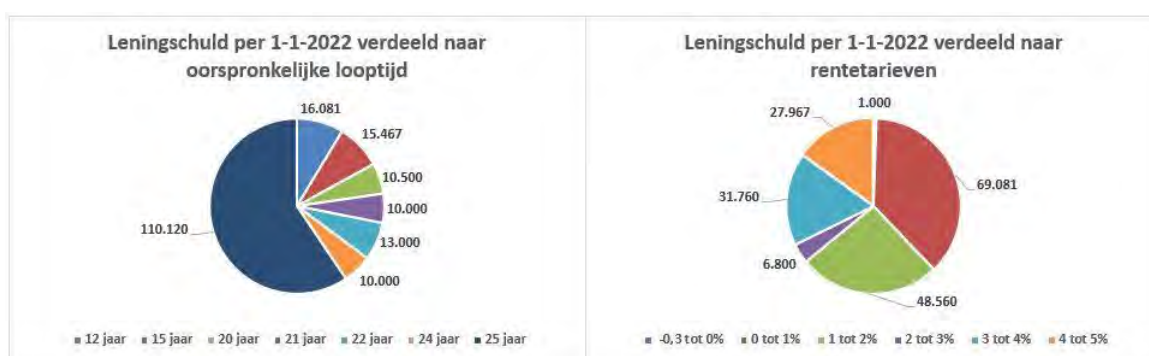 Leningschuld per 1-1-2022 verdeeld naar
oorspronkelijke looptijd
16.081
15.467
10.500
10.000
13.000
10.000
110.120
12 jaar 15 jaar 20 jaar 21 jaar 22 jaar 24 jaar 25 jaar
Leningschuld per 1-1-2022 verdeeld naar
rentetarieven
1.000
27.967
69.081
31.760
6.800
48.560
-0,3 tot 0% 0 tot 1% 1 tot 2% 2 tot 3% 3 tot 4% 4 tot 5%